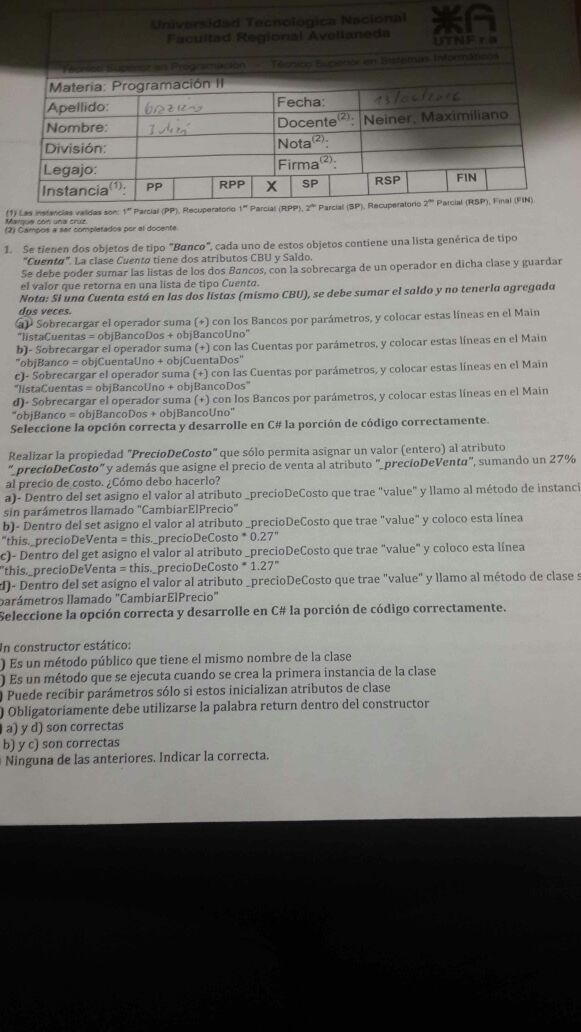 Universidad Tecnologica Nacional
Facultad Regional Avellaneda
UTNFra
Técnico Superior en Programación - Técnico Superior en Sistemas Informáticos
Materia: Programación II
Apellido: Fecha: 13/06/2016
Nombre: Docente(2): Neiner, Maximiliano
División: Nota(2):
Legajo: Firma(2):
Instancia(1): PP RPP X SP RSP FIN
(1) Las instancias validas son: 1er Parcial (PP), Recuperatorio 1er Parcial (RPP), 2do Parcial (SP), Recuperatorio 2do Parcial (RSP), Final (FIN).
Marque con una cruz.
(2) Campos a ser completados por el docente.
1. Se tienen dos objetos de tipo "Banco", cada uno de estos objetos contiene una lista genérica de tipo
"Cuenta". La clase Cuenta tiene dos atributos CBU y Saldo.
Se debe poder sumar las listas de los dos Bancos, con la sobrecarga de un operador en dicha clase y guardar
el valor que retorna en una lista de tipo Cuenta.
Nota: Si una Cuenta está en las dos listas (mismo CBU), se debe sumar el saldo y no tenerla agregada
dos veces.
a)- Sobrecargar el operador suma (+) con los Bancos por parámetros, y colocar estas líneas en el Main
"listaCuentas = objBancoDos + objBancoUno"
b)- Sobrecargar el operador suma (+) con las Cuentas por parámetros, y colocar estas líneas en el Main
"objBanco = objCuentaUno + objCuentaDos"
c)- Sobrecargar el operador suma (+) con las Cuentas por parámetros, y colocar estas líneas en el Main
"listaCuentas = objBancoUno + objBancoDos"
d)- Sobrecargar el operador suma (+) con los Bancos por parámetros, y colocar estas líneas en el Main
"objBanco = objBancoDos + objBancoUno"
Seleccione la opción correcta y desarrolle en C# la porción de código correctamente.
Realizar la propiedad "PrecioDeCosto" que sólo permita asignar un valor (entero) al atributo
"_precioDeCosto" y además que asigne el precio de venta al atributo "_precioDeVenta", sumando un 27%
al precio de costo. ¿Cómo debo hacerlo?
a)- Dentro del set asigno el valor al atributo _precioDeCosto que trae "value" y llamo al método de instanci
sin parámetros llamado "CambiarElPrecio"
b)- Dentro del set asigno el valor al atributo _precioDeCosto que trae "value" y coloco esta línea
"this._precioDeVenta = this._precioDeCosto * 0.27"
c)- Dentro del get asigno el valor al atributo _precioDeCosto que trae "value" y coloco esta línea
"this._precioDeVenta = this._precioDeCosto * 1.27"
d)- Dentro del set asigno el valor al atributo _precioDeCosto que trae "value" y llamo al método de clase s
parámetros llamado "CambiarElPrecio"
Seleccione la opción correcta y desarrolle en C# la porción de código correctamente.
Un constructor estático:
) Es un método público que tiene el mismo nombre de la clase
) Es un método que se ejecuta cuando se crea la primera instancia de la clase
) Puede recibir parámetros sólo si estos inicializan atributos de clase
) Obligatoriamente debe utilizarse la palabra return dentro del constructor
) a) y d) son correctas
b) y c) son correctas
Ninguna de las anteriores. Indicar la correcta.